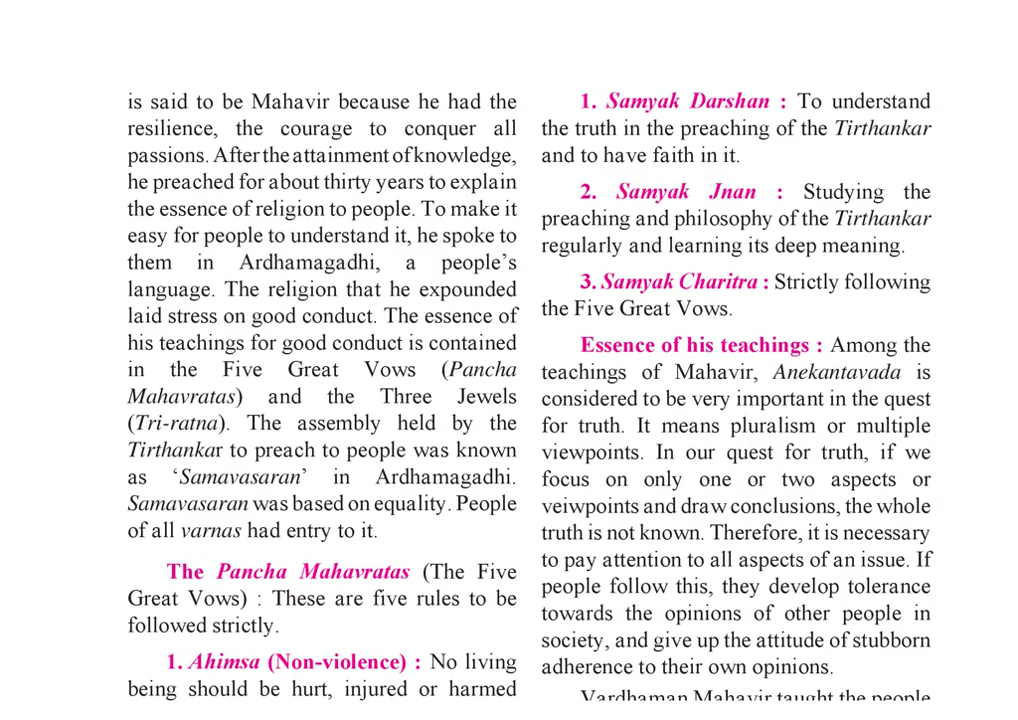 is said to be Mahavir because he had the
resilience, the courage to conquer all
passions. After the attainment of knowledge,
he preached for about thirty years to explain
the essence of religion to people. To make it
easy for people to understand it, he spoke to
them in Ardhamagadhi, a people's
language. The religion that he expounded
laid stress on good conduct. The essence of
his teachings for good conduct is contained
in the Five Great Vows (Pancha
Mahavratas) and the Three Jewels
(Tri-ratna). The assembly held by the
Tirthankar to preach to people was known
as ‘Samavasaran’ in Ardhamagadhi.
Samavasaran was based on equality. People
of all varnas had entry to it.
The Pancha Mahavratas (The Five
Great Vows) : These are five rules to be
followed strictly.
1. Ahimsa (Non-violence) : No living
being should be hurt, injured or harmed
1. Samyak Darshan : To understand
the truth in the preaching of the Tirthankar
and to have faith in it.
2. Samyak Jnan : Studying the
preaching and philosophy of the Tirthankar
regularly and learning its deep meaning.
3. Samyak Charitra : Strictly following
the Five Great Vows.
Essence of his teachings : Among the
teachings of Mahavir, Anekantavada is
considered to be very important in the quest
for truth. It means pluralism or multiple
viewpoints. In our quest for truth, if we
focus on only one or two aspects or
veiwpoints and draw conclusions, the whole
truth is not known. Therefore, it is necessary
to pay attention to all aspects of an issue. If
people follow this, they develop tolerance
towards the opinions of other people in
society, and give up the attitude of stubborn
adherence to their own opinions.
Vardhaman Mahavir taught the people